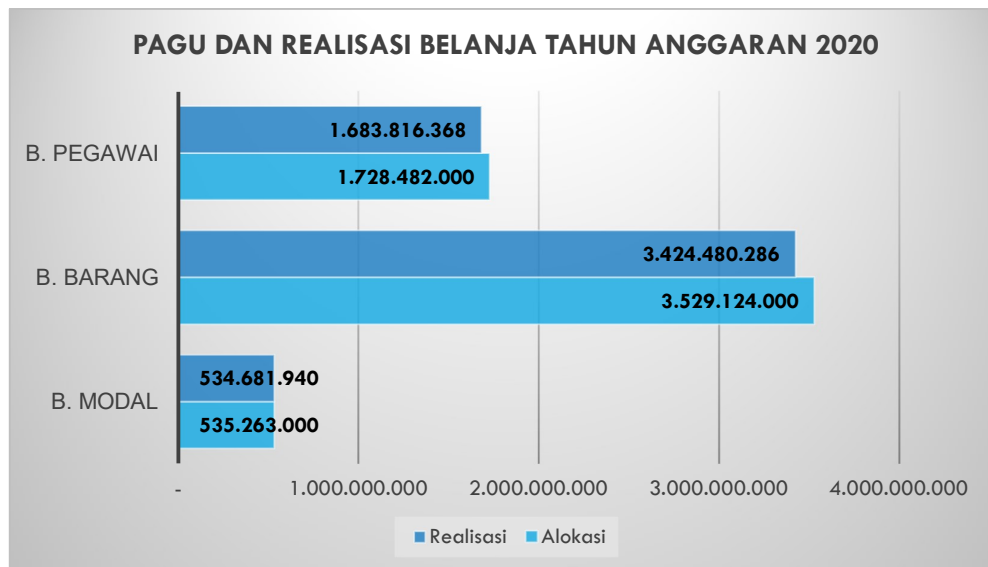 PAGU DAN REALISASI BELANJA TAHUN ANGGARAN 2020
B. PEGAWAI
1.683.816.368
1.728.482.000
B. BARANG
3.424.480.286
3.529.124.000
B. MODAL
534.681.940
535.263.000
- 1.000.000.000 2.000.000.000 3.000.000.000 4.000.000.000
Realisasi Alokasi